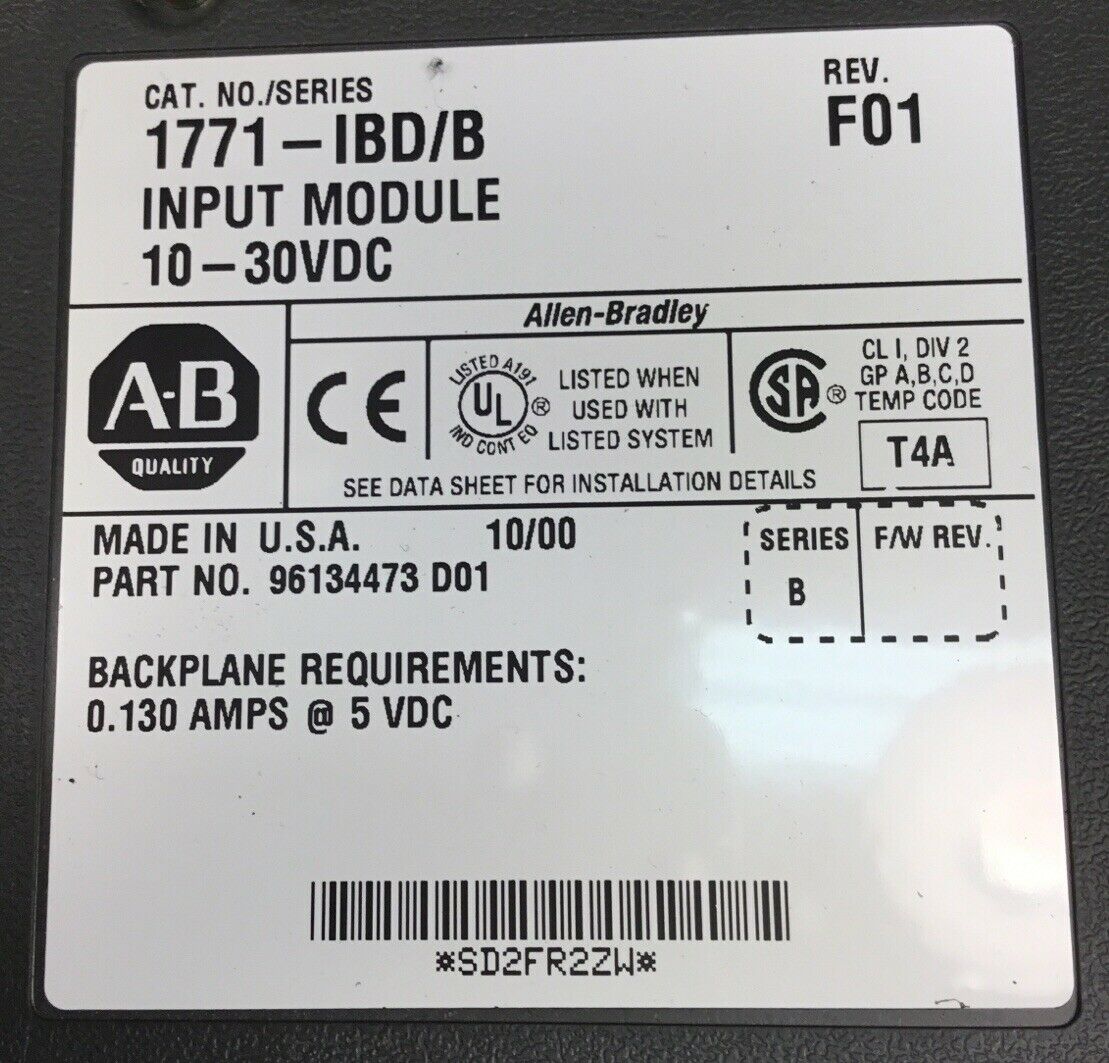 CAT. NO./SERIES
1771-IBD/B
INPUT MODULE
10-30VDC
REV.
F01
A-B
QUALITY
Allen-Bradley
CE
LISTED A191
UL ®
IND CONT EQ
LISTED WHEN
USED WITH
LISTED SYSTEM
SA ®
CL I, DIV 2
GP A,B,C,D
TEMP CODE
T4A
SEE DATA SHEET FOR INSTALLATION DETAILS
MADE IN U.S.A. 10/00
PART NO. 96134473 D01
SERIES F/W REV.
B
BACKPLANE REQUIREMENTS:
0.130 AMPS @ 5 VDC
*SD2FR2ZW*